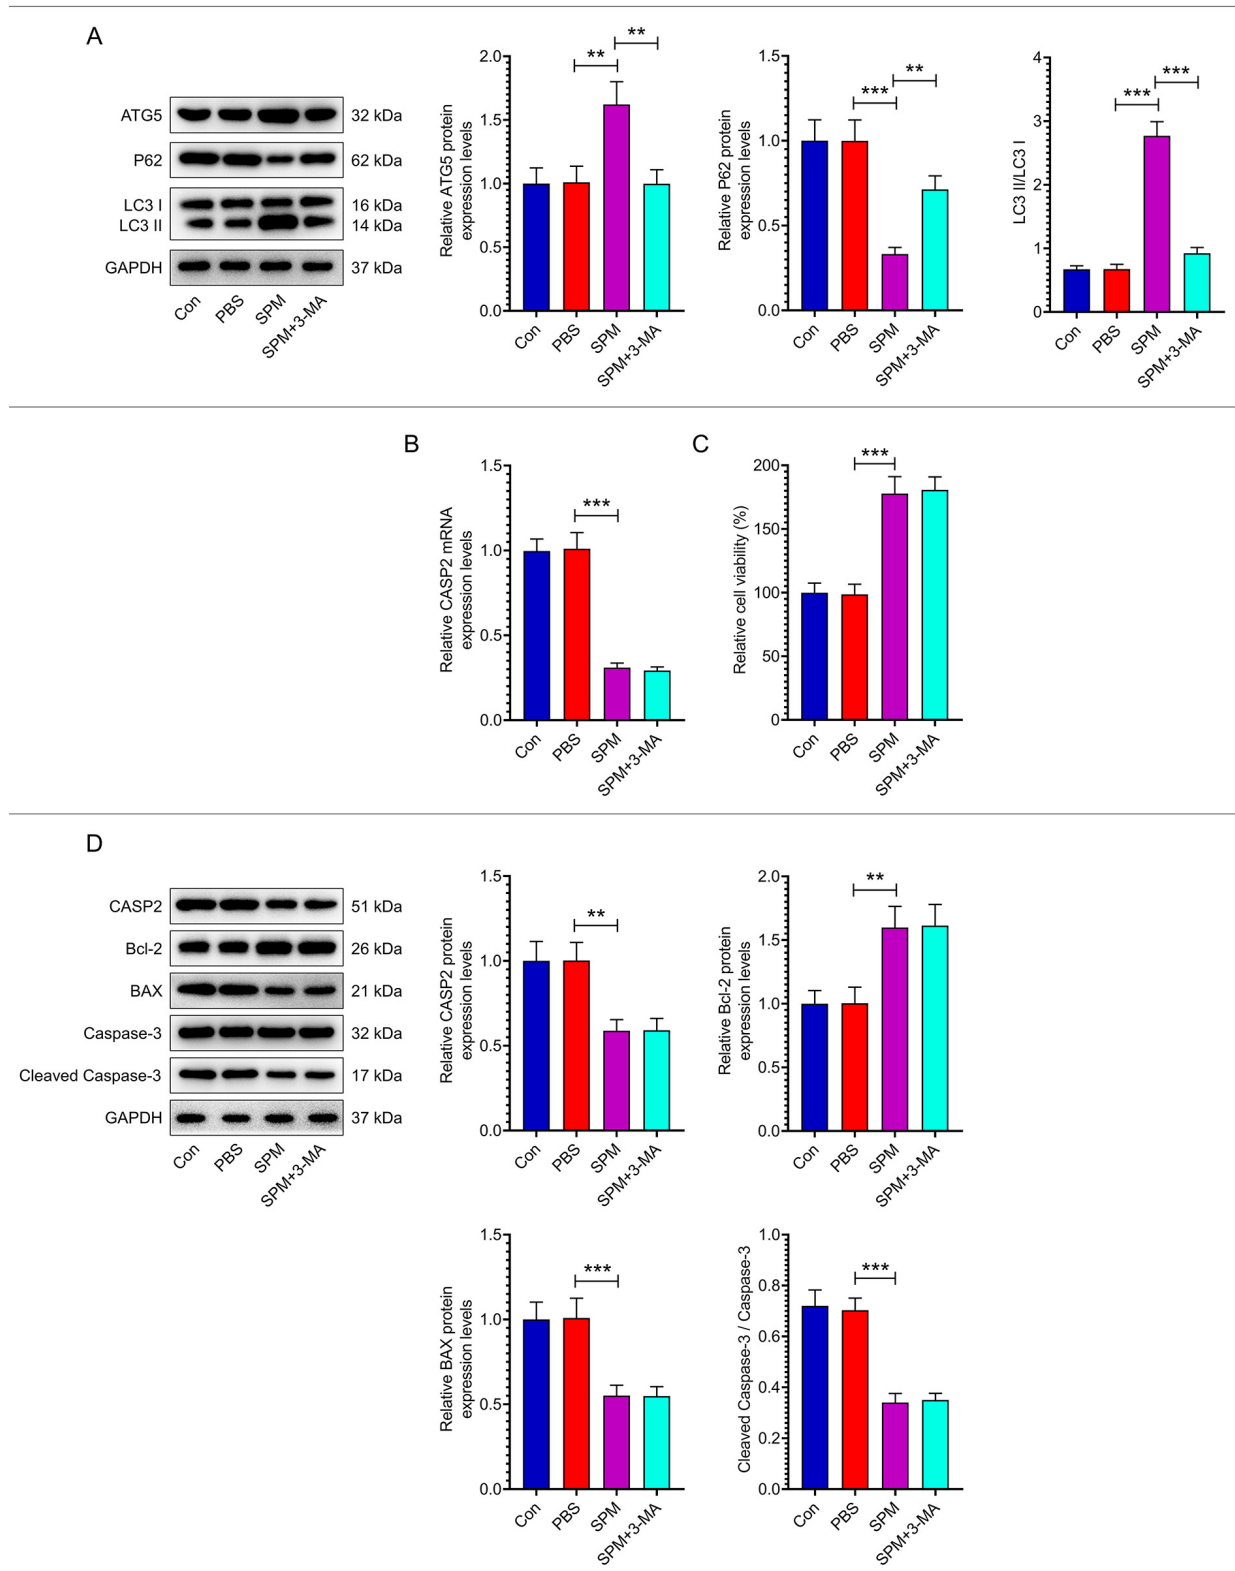 A
ATG5
32 kDa
P62
62 kDa
LC3 I
16 kDa
LC3 II
14 kDa
GAPDH
37 kDa
Con
PBS
SPM
SPM+3-MA
Relative ATG5 protein
expression levels
2.0
1.5
1.0
0.5
0.0
**
**
Con
PBS
SPM
SPM+3-MA
Relative P62 protein
expression levels
1.5
1.0
0.5
0.0
***
**
Con
PBS
SPM
SPM+3-MA
LC3 II/LC3 I
4
3
2
1
0
***
***
Con
PBS
SPM
SPM+3-MA
B
Relative CASP2 mRNA
expression levels
1.5
1.0
0.5
0.0
***
Con
PBS
SPM
SPM+3-MA
C
Relative cell viability (%)
200
150
100
50
0
***
Con
PBS
SPM
SPM+3-MA
D
CASP2
51 kDa
Bcl-2
26 kDa
BAX
21 kDa
Caspase-3
32 kDa
Cleaved Caspase-3
17 kDa
GAPDH
37 kDa
Con
PBS
SPM
SPM+3-MA
Relative CASP2 protein
expression levels
1.5
1.0
0.5
0.0
**
Con
PBS
SPM
SPM+3-MA
Relative Bcl-2 protein
expression levels
2.0
1.5
1.0
0.5
0.0
**
Con
PBS
SPM
SPM+3-MA
Relative BAX protein
expression levels
1.5
1.0
0.5
0.0
***
Con
PBS
SPM
SPM+3-MA
Cleaved Caspase-3 / Caspase-3
1.0
0.8
0.6
0.4
0.2
0.0
***
Con
PBS
SPM
SPM+3-MA